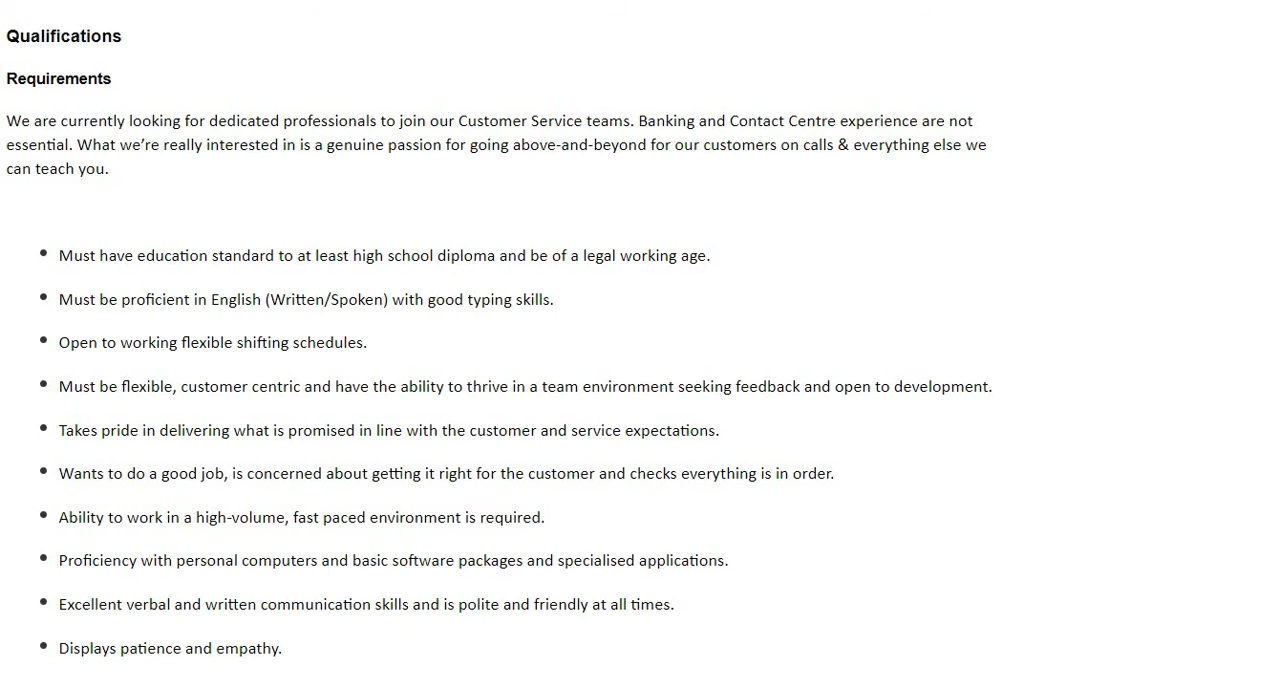 Qualifications
Requirements
We are currently looking for dedicated professionals to join our Customer Service teams. Banking and Contact Centre experience are not
essential. What we’re really interested in is a genuine passion for going above-and-beyond for our customers on calls & everything else we
can teach you.
• Must have education standard to at least high school diploma and be of a legal working age.
• Must be proficient in English (Written/Spoken) with good typing skills.
• Open to working flexible shifting schedules.
• Must be flexible, customer centric and have the ability to thrive in a team environment seeking feedback and open to development.
• Takes pride in delivering what is promised in line with the customer and service expectations.
• Wants to do a good job, is concerned about getting it right for the customer and checks everything is in order.
• Ability to work in a high-volume, fast paced environment is required.
• Proficiency with personal computers and basic software packages and specialised applications.
• Excellent verbal and written communication skills and is polite and friendly at all times.
• Displays patience and empathy.